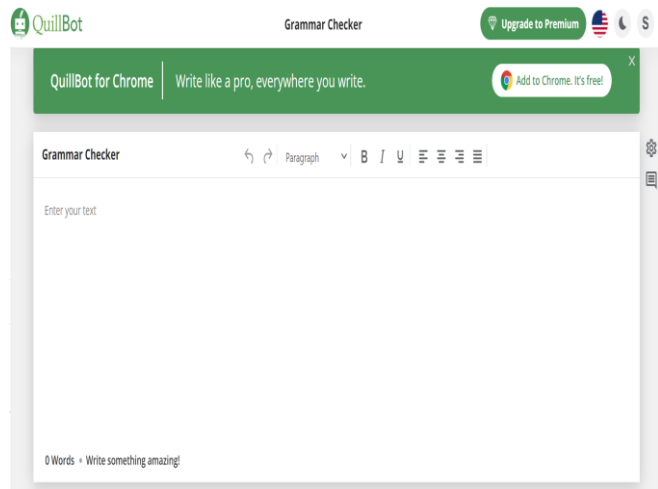 QuillBot
Grammar Checker
Upgrade to Premium
S
QuillBot for Chrome
Write like a pro, everywhere you write.
Add to Chrome. It's free!
X
Grammar Checker
Paragraph
B I U
Enter your text
0 Words • Write something amazing!